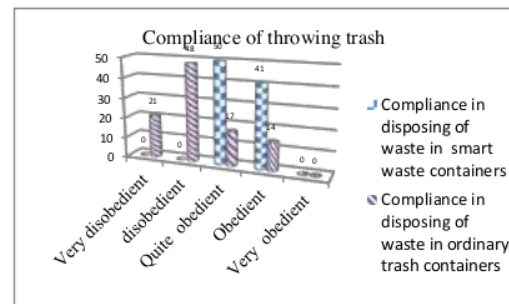 Compliance of throwing trash
50
40
30
20
10
0
0
21
0
48
50
17
41
14
0 0
Very disobedient
disobedient
Quite obedient
Obedient
Very obedient
Compliance in
disposing of
waste in smart
waste containers
Compliance in
disposing of
waste in ordinary
trash containers